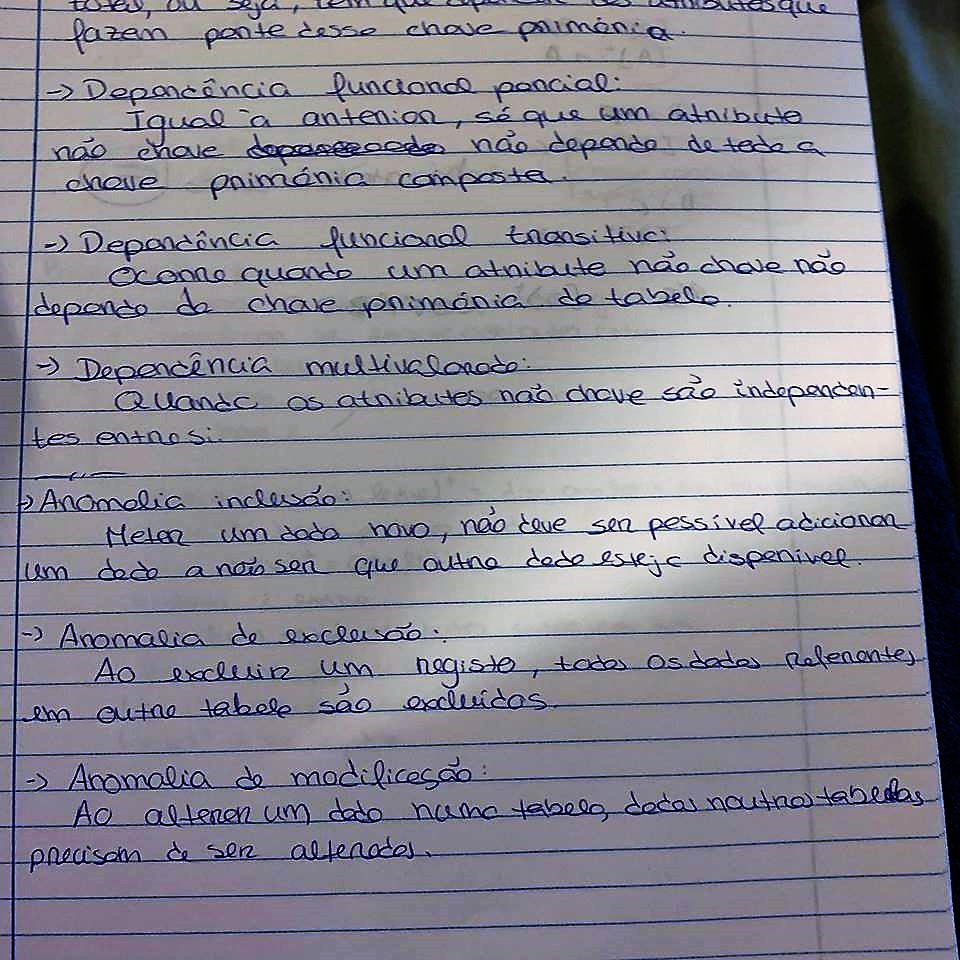 total, ou seja, tem que depender dos atributos que
fazem parte dessa chave primária.
-> Dependência funcional parcial:
Igual à anterior, só que um atributo
não chave não depende de toda a
chave primária composta.
-> Dependência funcional transitiva:
Ocorre quando um atributo não chave não
depende da chave primária da tabela.
-> Dependência multivalorada:
Quando os atributos não chave são independen-
tes entre si.
-> Anomalia inclusão:
Meter um dado novo, não deve ser possível adicionar
um dado a não ser que outro dado esteja disponível.
-> Anomalia de exclusão:
Ao excluir um registo, todos os dados referentes
em outra tabela são excluídos.
-> Anomalia de modificação:
Ao alterar um dado numa tabela, dados noutras tabelas
precisam de ser alterados.